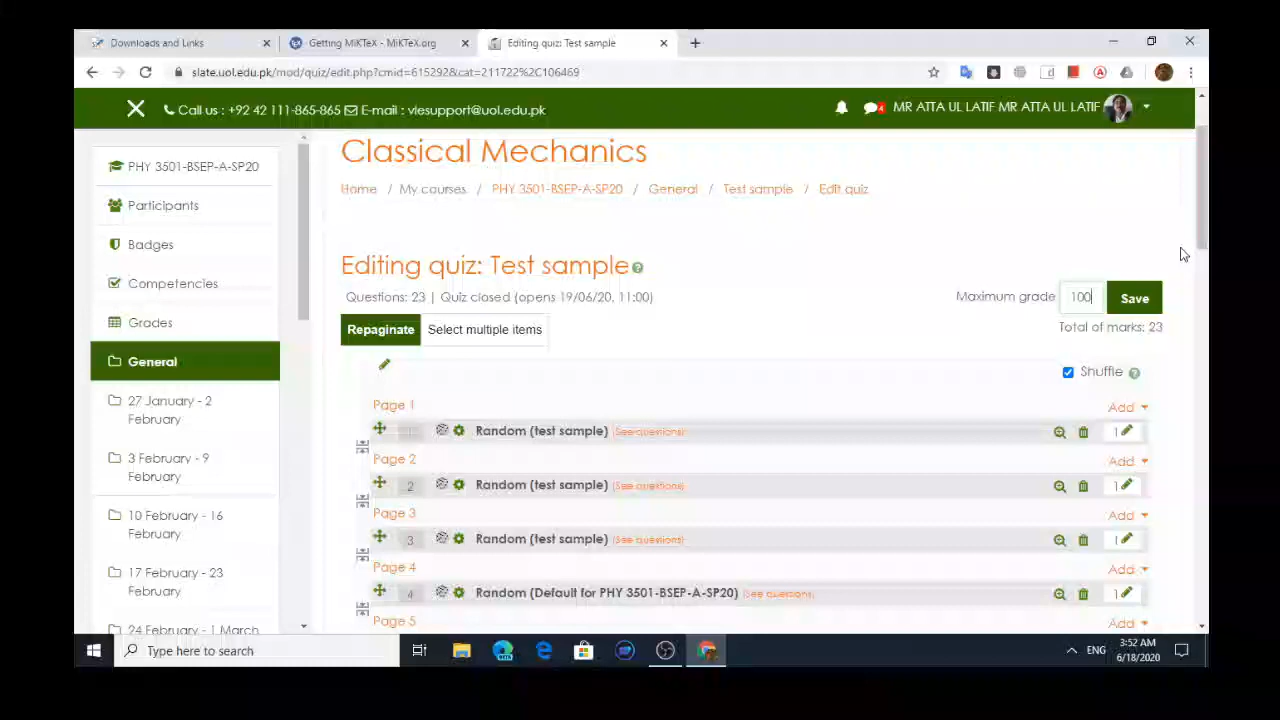 Downloads and Links
Getting MiKTeX - MiKTeX.org
Editing quiz: Test sample
slate.uol.edu.pk/mod/quiz/edit.php?cmid=615292&cat=211722%2C106469
Call us : +92 42 111-865-865 E-mail : vlesupport@uol.edu.pk
4
MR ATTA UL LATIF MR ATTA UL LATIF
PHY 3501-BSEP-A-SP20
Participants
Badges
Competencies
Grades
General
27 January - 2
February
3 February - 9
February
10 February - 16
February
17 February - 23
February
24 February - 1 March
Classical Mechanics
Home / My courses / PHY 3501-BSEP-A-SP20 / General / Test sample / Edit quiz
Editing quiz: Test sample
Questions: 23 | Quiz closed (opens 19/06/20, 11:00)
Maximum grade 100 Save
Total of marks: 23
Repaginate Select multiple items
Shuffle
Page 1 Add
Random (test sample) (See questions) 1
Page 2 Add
2 Random (test sample) (See questions) 1
Page 3 Add
3 Random (test sample) (See questions) 1
Page 4 Add
4 Random (Default for PHY 3501-BSEP-A-SP20) (See questions) 1
Page 5 Add
Type here to search
ENG
3:52 AM
6/18/2020